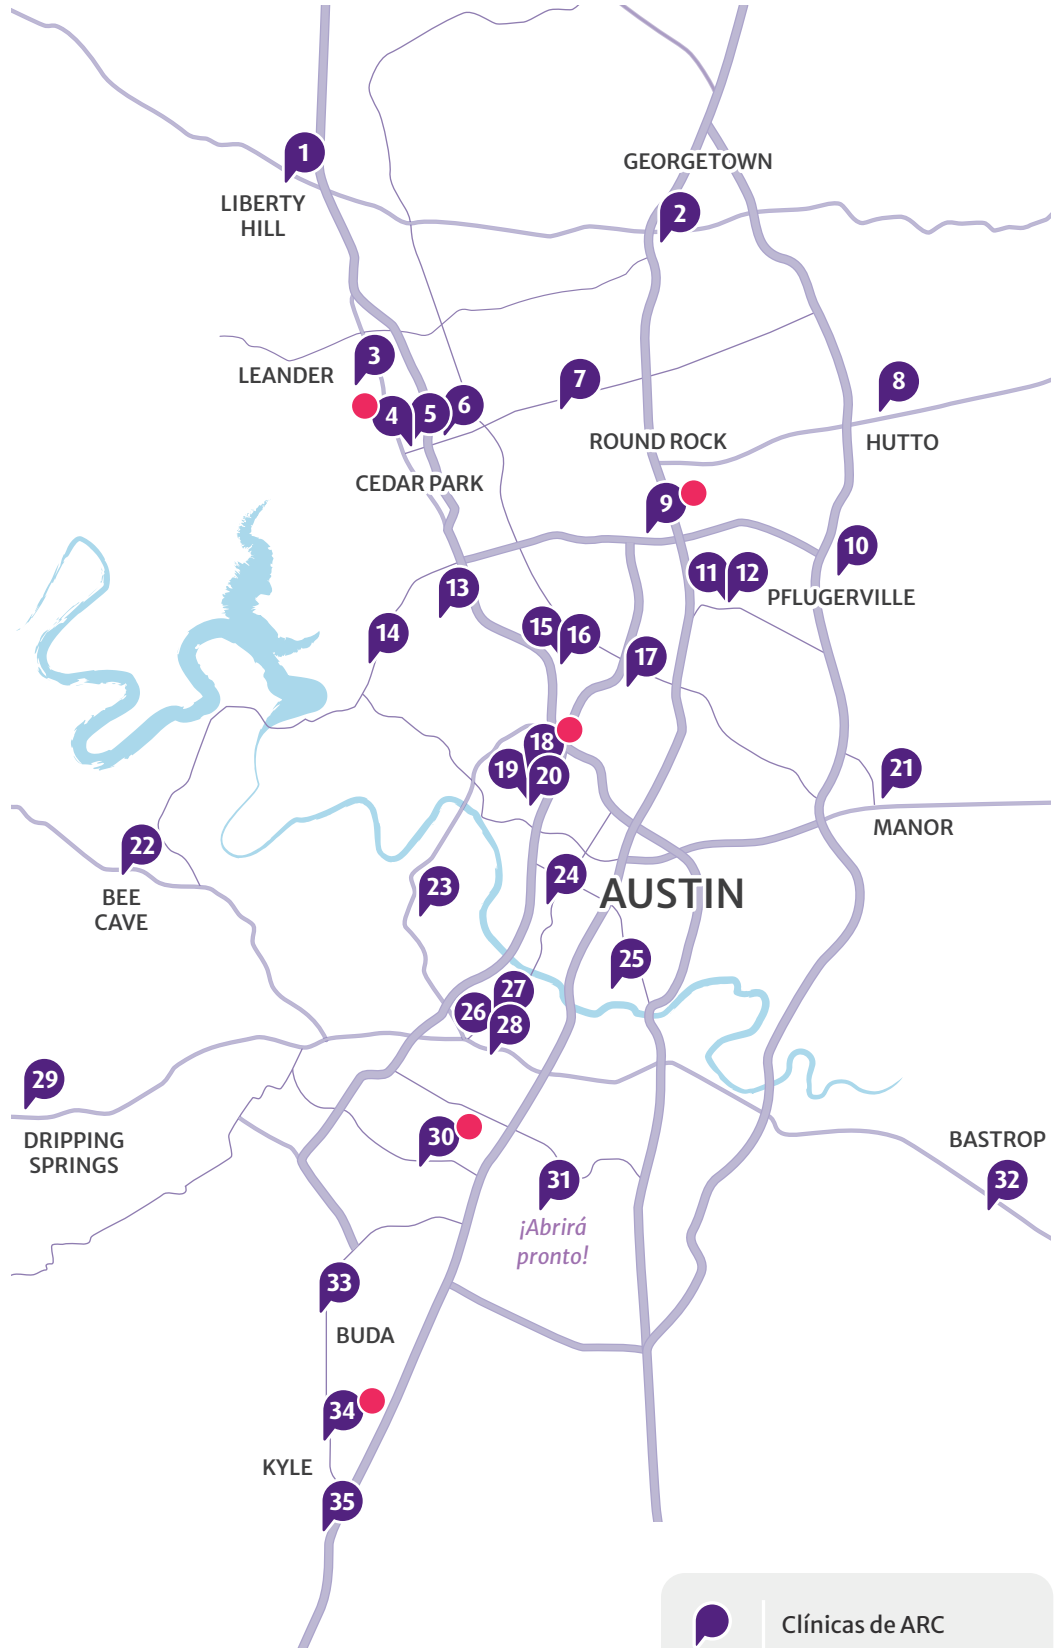 1
GEORGETOWN
LIBERTY
HILL
2
3
LEANDER
7
8
4
5
6
ROUND ROCK
HUTTO
CEDAR PARK
9
10
11
12
13
PFLUGERVILLE
14
15
16
17
18
19
20
21
MANOR
22
BEE
CAVE
23
24
AUSTIN
25
26
27
28
29
DRIPPING
SPRINGS
30
BASTROP
31
¡Abrirá
pronto!
32
33
BUDA
34
KYLE
35
Clínicas de ARC